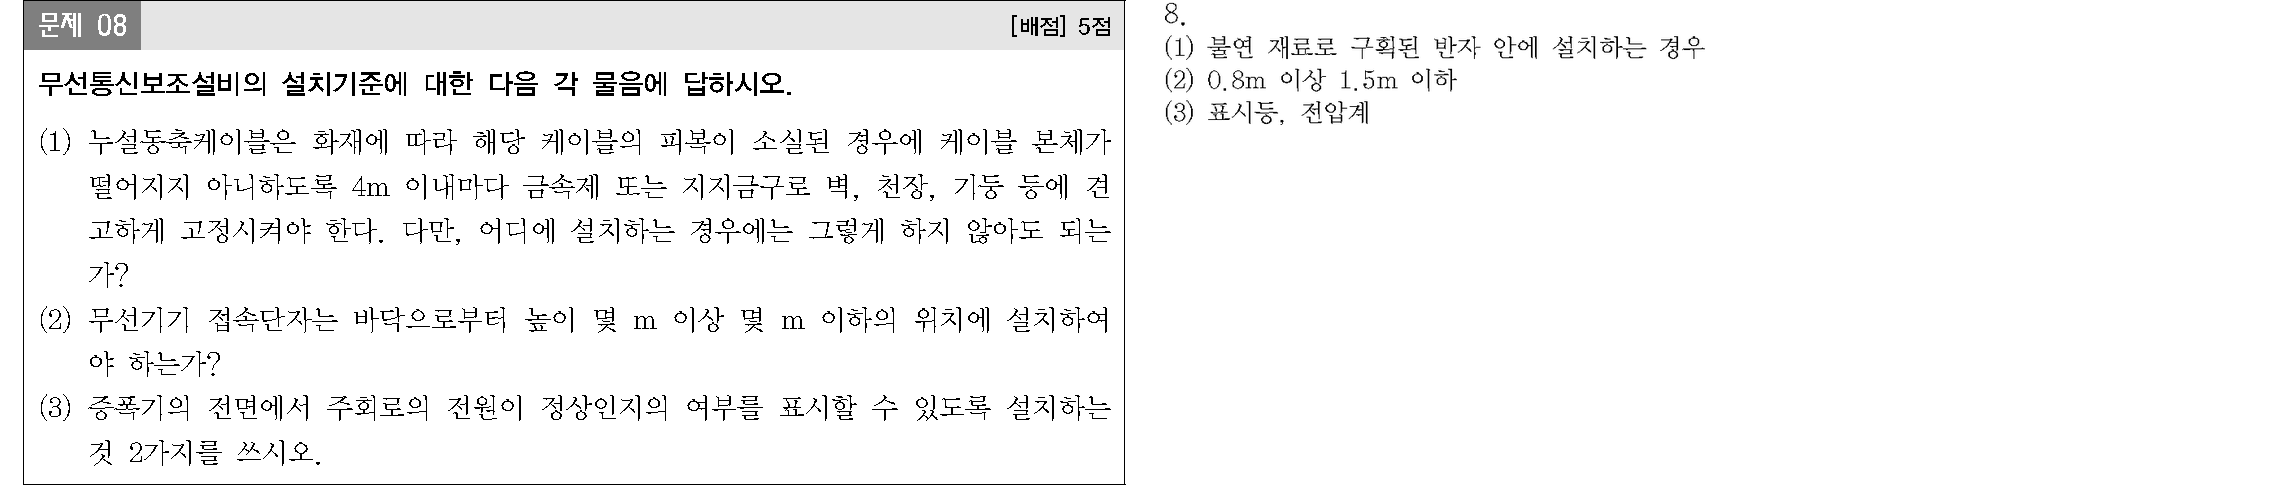 문제 08
[배점] 5점
무선통신보조설비의 설치기준에 대한 다음 각 물음에 답하시오.
(1) 누설동축케이블은 화재에 따라 해당 케이블의 피복이 소실된 경우에 케이블 본체가
떨어지지 아니하도록 4m 이내마다 금속제 또는 지지금구로 벽, 천장, 기둥 등에 견
고하게 고정시켜야 한다. 다만, 어디에 설치하는 경우에는 그렇게 하지 않아도 되는
가?
(2) 무선기기 접속단자는 바닥으로부터 높이 몇 m 이상 몇 m 이하의 위치에 설치하여
야 하는가?
(3) 증폭기의 전면에서 주회로의 전원이 정상인지의 여부를 표시할 수 있도록 설치하는
것 2가지를 쓰시오.
8.
(1) 불연 재료로 구획된 반자 안에 설치하는 경우
(2) 0.8m 이상 1.5m 이하
(3) 표시등, 전압계